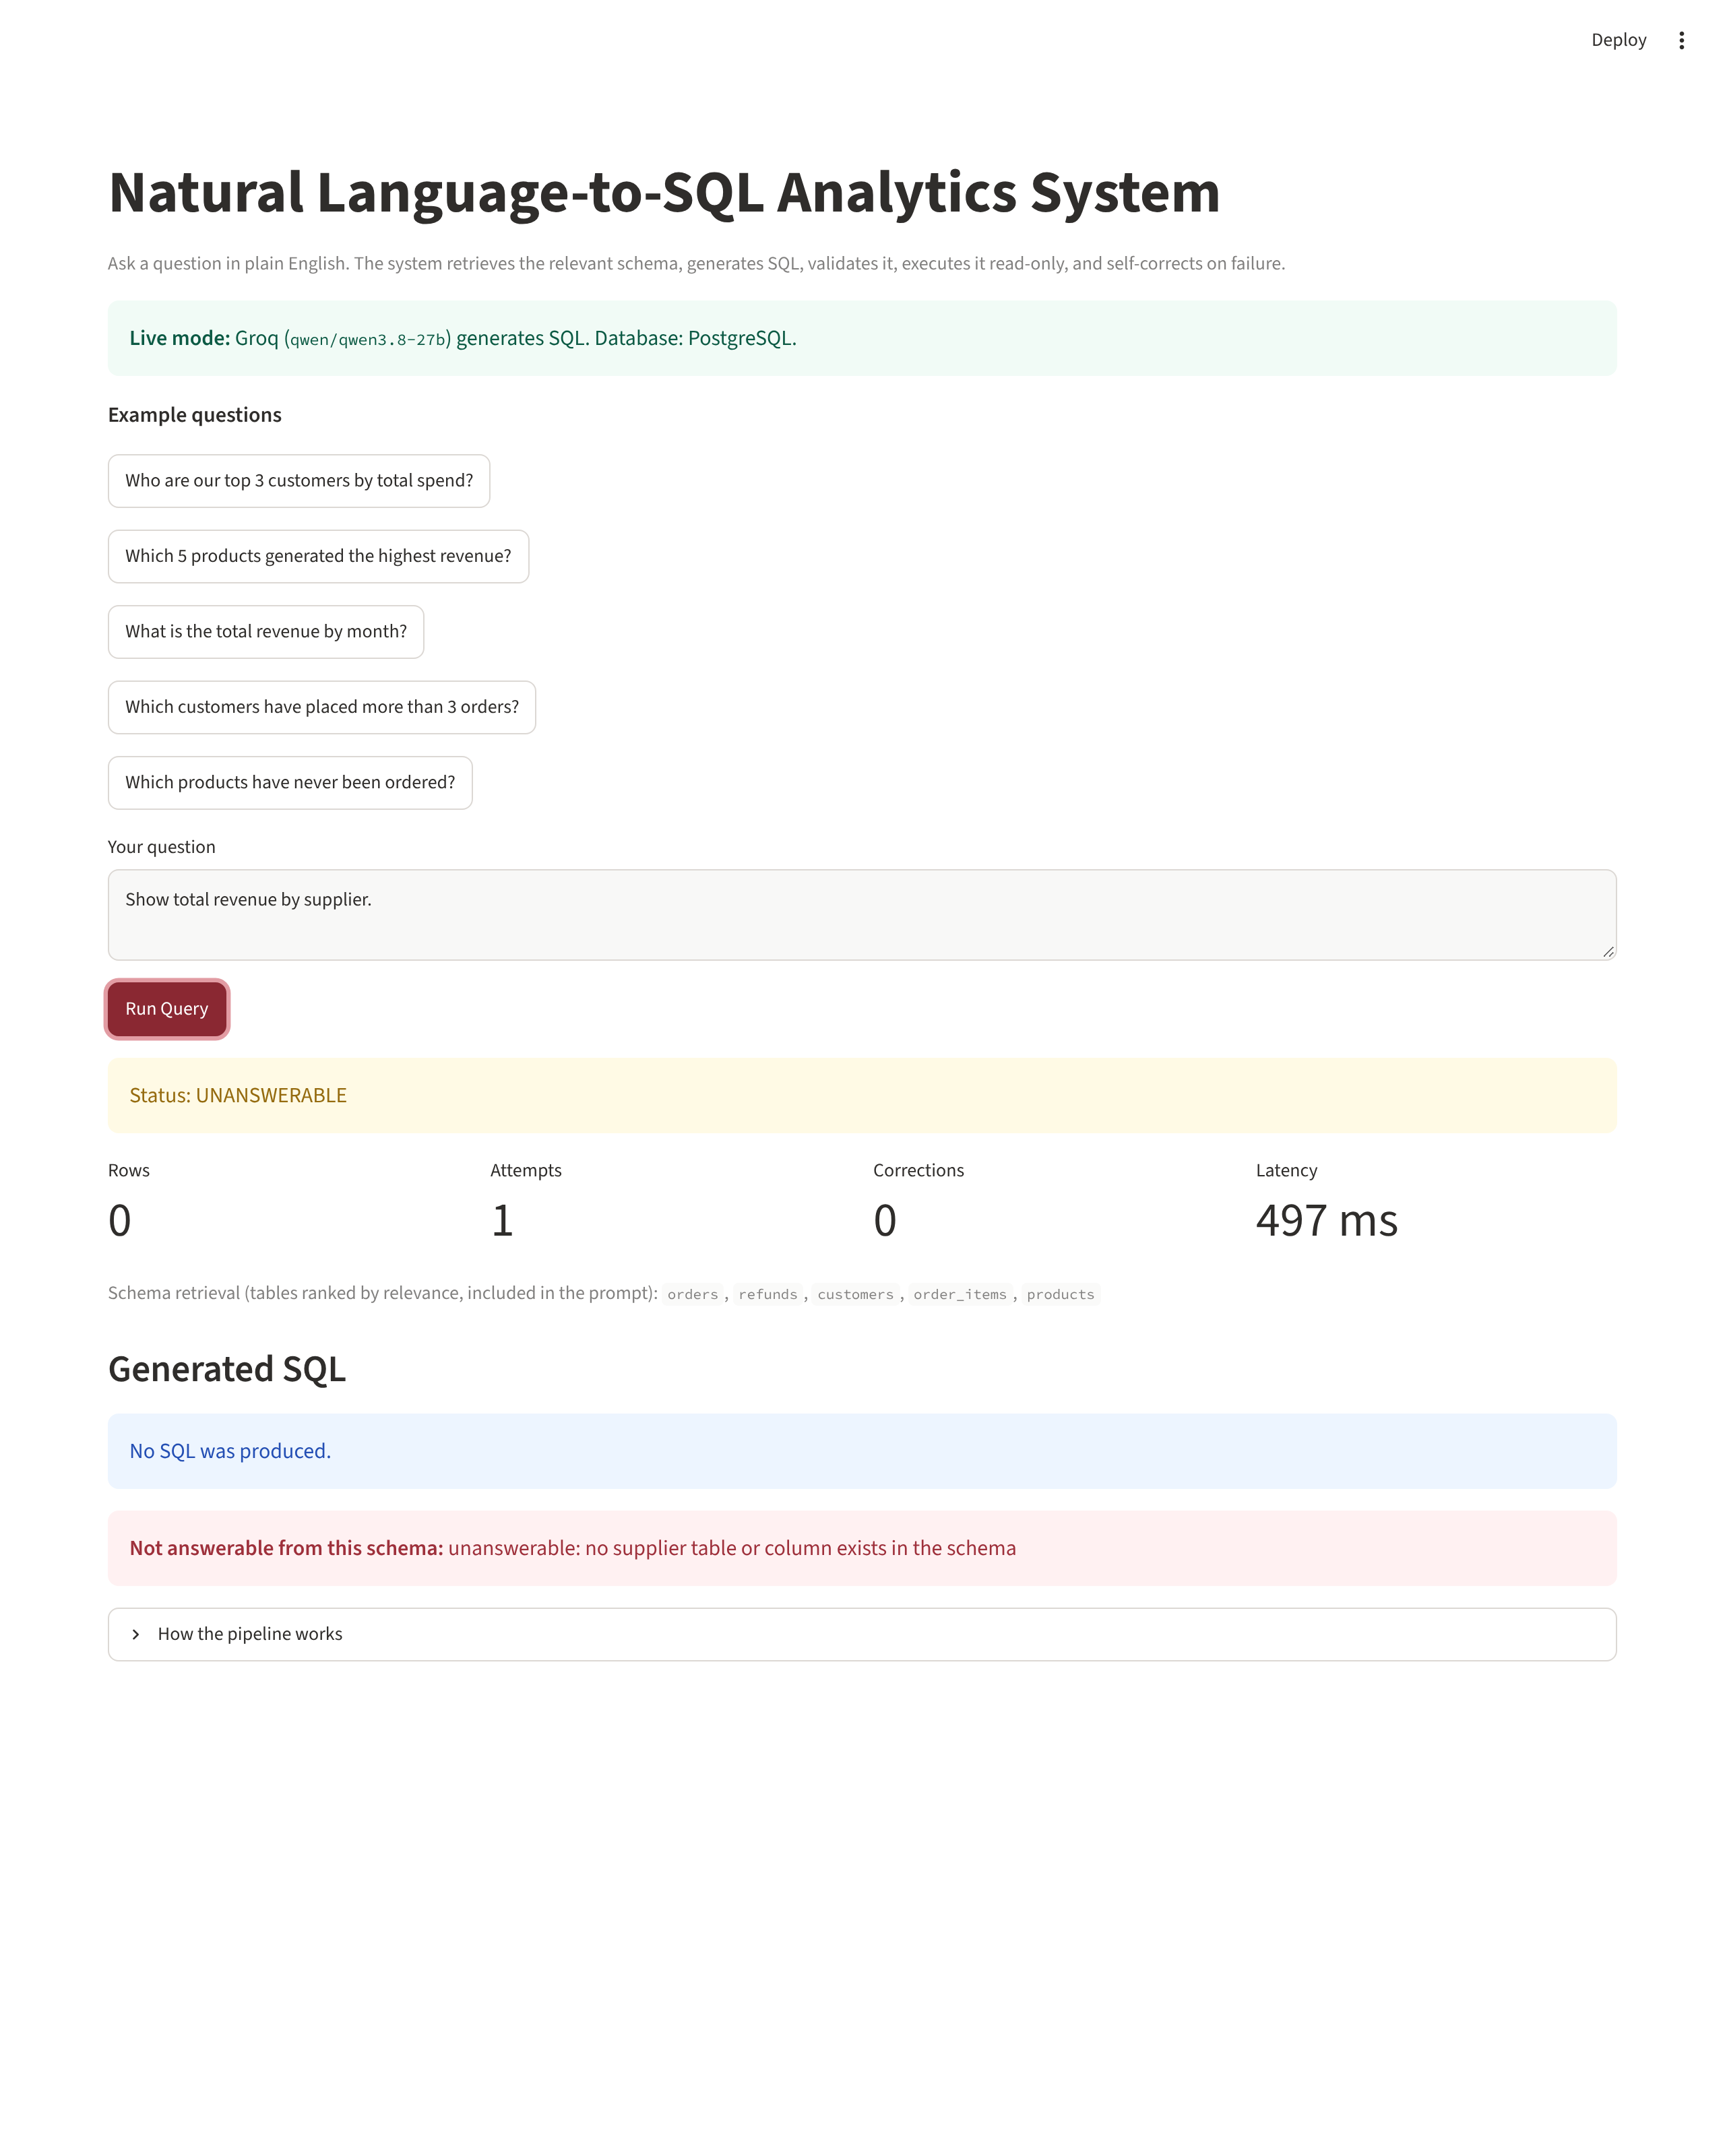 Deploy
Natural Language-to-SQL Analytics System
Ask a question in plain English. The system retrieves the relevant schema, generates SQL, validates it, executes it read-only, and self-corrects on failure.
Live mode: Groq (qwen/qwen3.8-27b) generates SQL. Database: PostgreSQL.
Example questions
Who are our top 3 customers by total spend?
Which 5 products generated the highest revenue?
What is the total revenue by month?
Which customers have placed more than 3 orders?
Which products have never been ordered?
Your question
Show total revenue by supplier.
Run Query
Status: UNANSWERABLE
Rows Attempts Corrections Latency
0 1 0 497 ms
Schema retrieval (tables ranked by relevance, included in the prompt): orders , refunds , customers , order_items , products
Generated SQL
No SQL was produced.
Not answerable from this schema: unanswerable: no supplier table or column exists in the schema
How the pipeline works